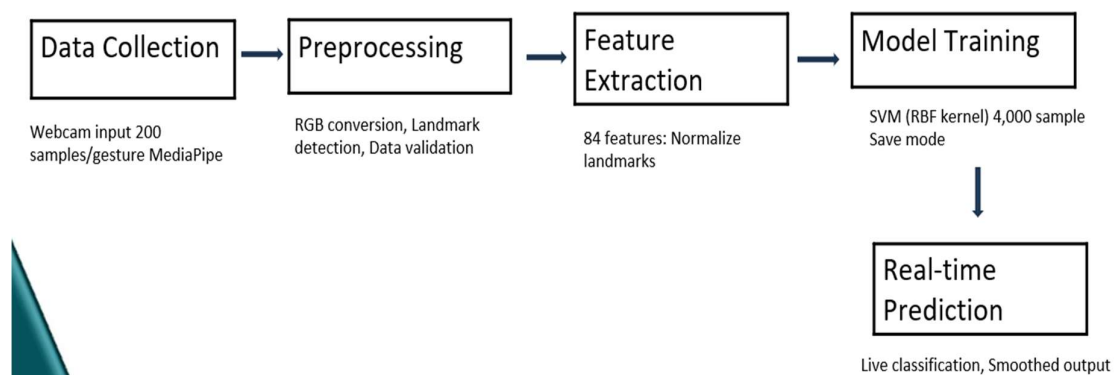 Data Collection
Webcam input 200
samples/gesture MediaPipe
Preprocessing
RGB conversion, Landmark
detection, Data validation
Feature
Extraction
84 features: Normalize
landmarks
Model Training
SVM (RBF kernel) 4,000 sample
Save mode
Real-time
Prediction
Live classification, Smoothed output